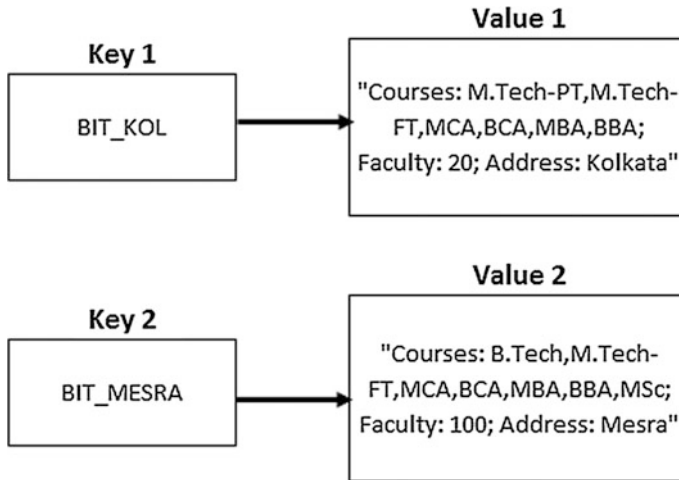 Key 1
BIT_KOL
Value 1
"Courses: M.Tech-PT,M.Tech-
FT,MCA,BCA,MBA,BBA;
Faculty: 20; Address: Kolkata"
Key 2
BIT_MESRA
Value 2
"Courses: B.Tech,M.Tech-
FT,MCA,BCA,MBA,BBA,MSc;
Faculty: 100; Address: Mesra"